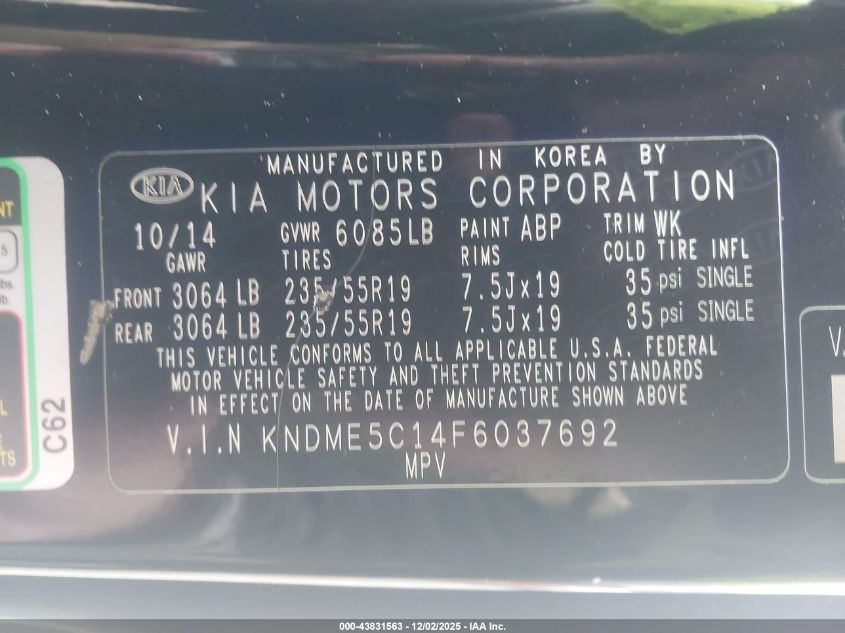 MANUFACTURED IN KOREA BY
KIA KIA MOTORS CORPORATION
10/14 GVWR 6085LB PAINT ABP TRIM WK
GAWR TIRES RIMS COLD TIRE INFL
FRONT 3064 LB 235/55R19 7.5Jx19 35 psi SINGLE
REAR 3064 LB 235/55R19 7.5Jx19 35 psi SINGLE
THIS VEHICLE CONFORMS TO ALL APPLICABLE U.S.A. FEDERAL
MOTOR VEHICLE SAFETY AND THEFT PREVENTION STANDARDS
IN EFFECT ON THE DATE OF MANUFACTURE SHOWN ABOVE
V.I.N KNDME5C14F6037692
MPV
C62
NT
5
V.
000-43831563 - 12/02/2025 - IAA Inc.